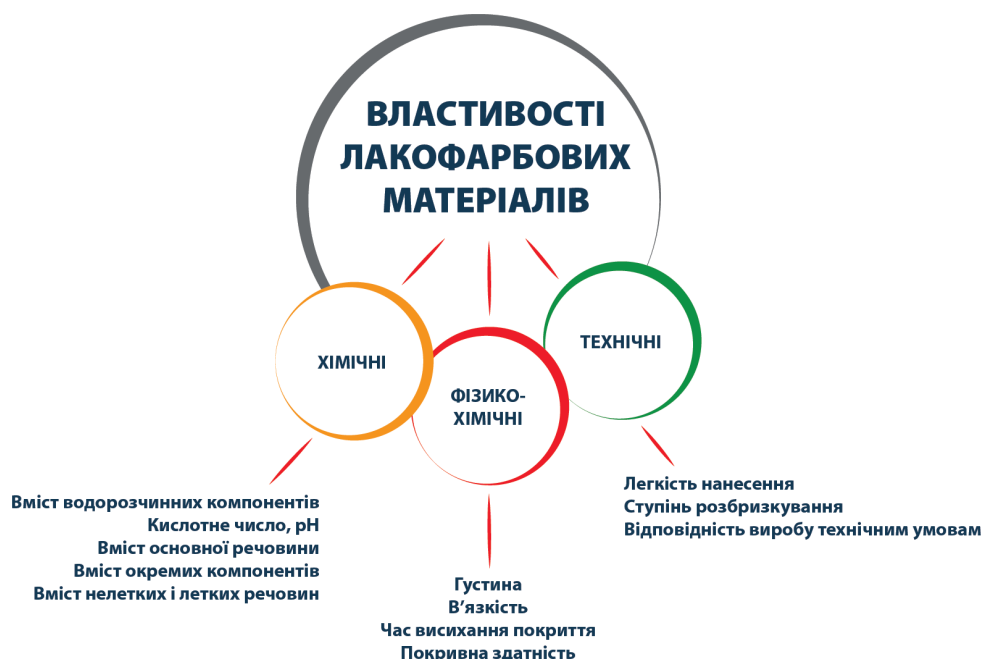 ВЛАСТИВОСТІ
ЛАКОФАРБОВИХ
МАТЕРІАЛІВ
ХІМІЧНІ
ФІЗИКО-
ХІМІЧНІ
ТЕХНІЧНІ
Вміст водорозчинних компонентів
Кислотне число, pH
Вміст основної речовини
Вміст окремих компонентів
Вміст нелетких і летких речовин
Густина
В’язкість
Час висихання покриття
Покривна здатність
Легкість нанесення
Ступінь розбризкування
Відповідність виробу технічним умовам